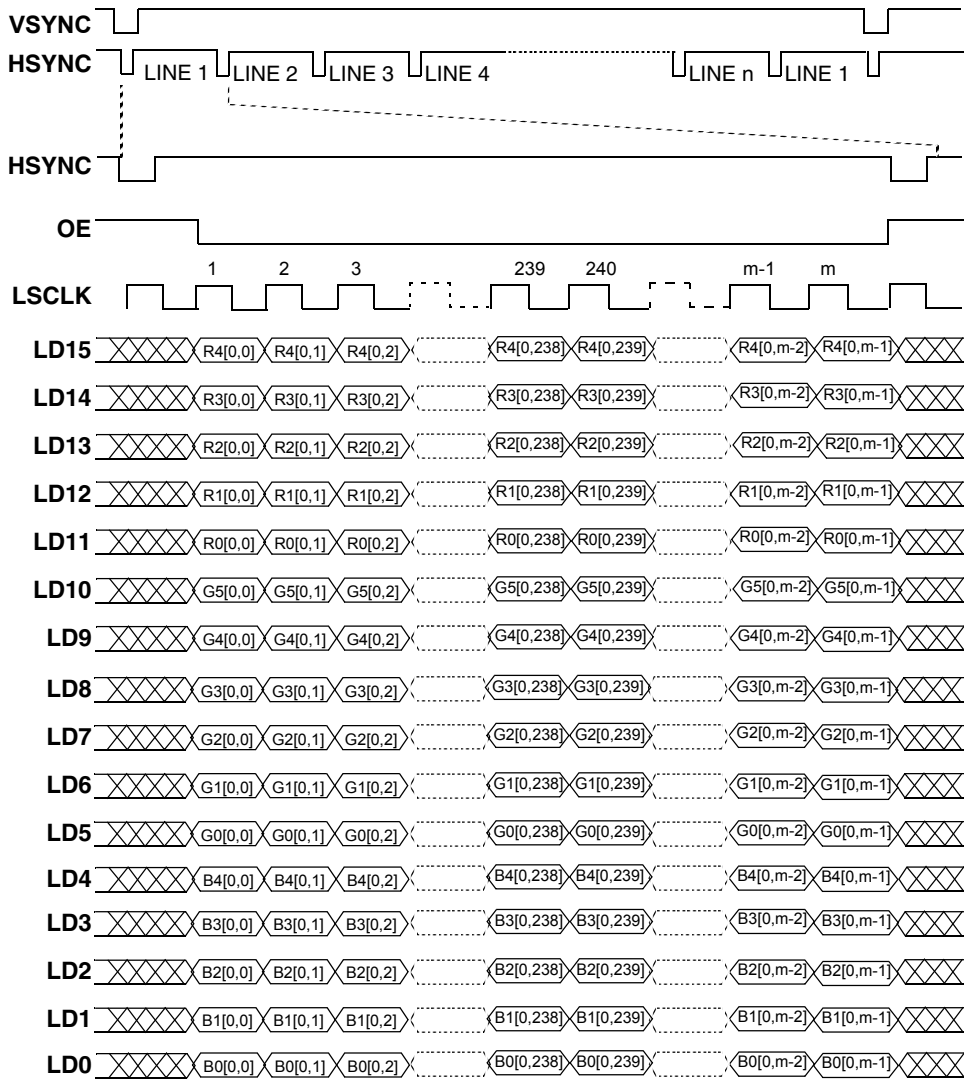 VSYNC
HSYNC LINE 1 LINE 2 LINE 3 LINE 4 LINE n LINE 1
HSYNC
OE
1 2 3 239 240 m-1 m
LSCLK
LD15 R4[0,0] R4[0,1] R4[0,2] R4[0,238] R4[0,239] R4[0,m-2] R4[0,m-1]
LD14 R3[0,0] R3[0,1] R3[0,2] R3[0,238] R3[0,239] R3[0,m-2] R3[0,m-1]
LD13 R2[0,0] R2[0,1] R2[0,2] R2[0,238] R2[0,239] R2[0,m-2] R2[0,m-1]
LD12 R1[0,0] R1[0,1] R1[0,2] R1[0,238] R1[0,239] R1[0,m-2] R1[0,m-1]
LD11 R0[0,0] R0[0,1] R0[0,2] R0[0,238] R0[0,239] R0[0,m-2] R0[0,m-1]
LD10 G5[0,0] G5[0,1] G5[0,2] G5[0,238] G5[0,239] G5[0,m-2] G5[0,m-1]
LD9 G4[0,0] G4[0,1] G4[0,2] G4[0,238] G4[0,239] G4[0,m-2] G4[0,m-1]
LD8 G3[0,0] G3[0,1] G3[0,2] G3[0,238] G3[0,239] G3[0,m-2] G3[0,m-1]
LD7 G2[0,0] G2[0,1] G2[0,2] G2[0,238] G2[0,239] G2[0,m-2] G2[0,m-1]
LD6 G1[0,0] G1[0,1] G1[0,2] G1[0,238] G1[0,239] G1[0,m-2] G1[0,m-1]
LD5 G0[0,0] G0[0,1] G0[0,2] G0[0,238] G0[0,239] G0[0,m-2] G0[0,m-1]
LD4 B4[0,0] B4[0,1] B4[0,2] B4[0,238] B4[0,239] B4[0,m-2] B4[0,m-1]
LD3 B3[0,0] B3[0,1] B3[0,2] B3[0,238] B3[0,239] B3[0,m-2] B3[0,m-1]
LD2 B2[0,0] B2[0,1] B2[0,2] B2[0,238] B2[0,239] B2[0,m-2] B2[0,m-1]
LD1 B1[0,0] B1[0,1] B1[0,2] B1[0,238] B1[0,239] B1[0,m-2] B1[0,m-1]
LD0 B0[0,0] B0[0,1] B0[0,2] B0[0,238] B0[0,239] B0[0,m-2] B0[0,m-1]